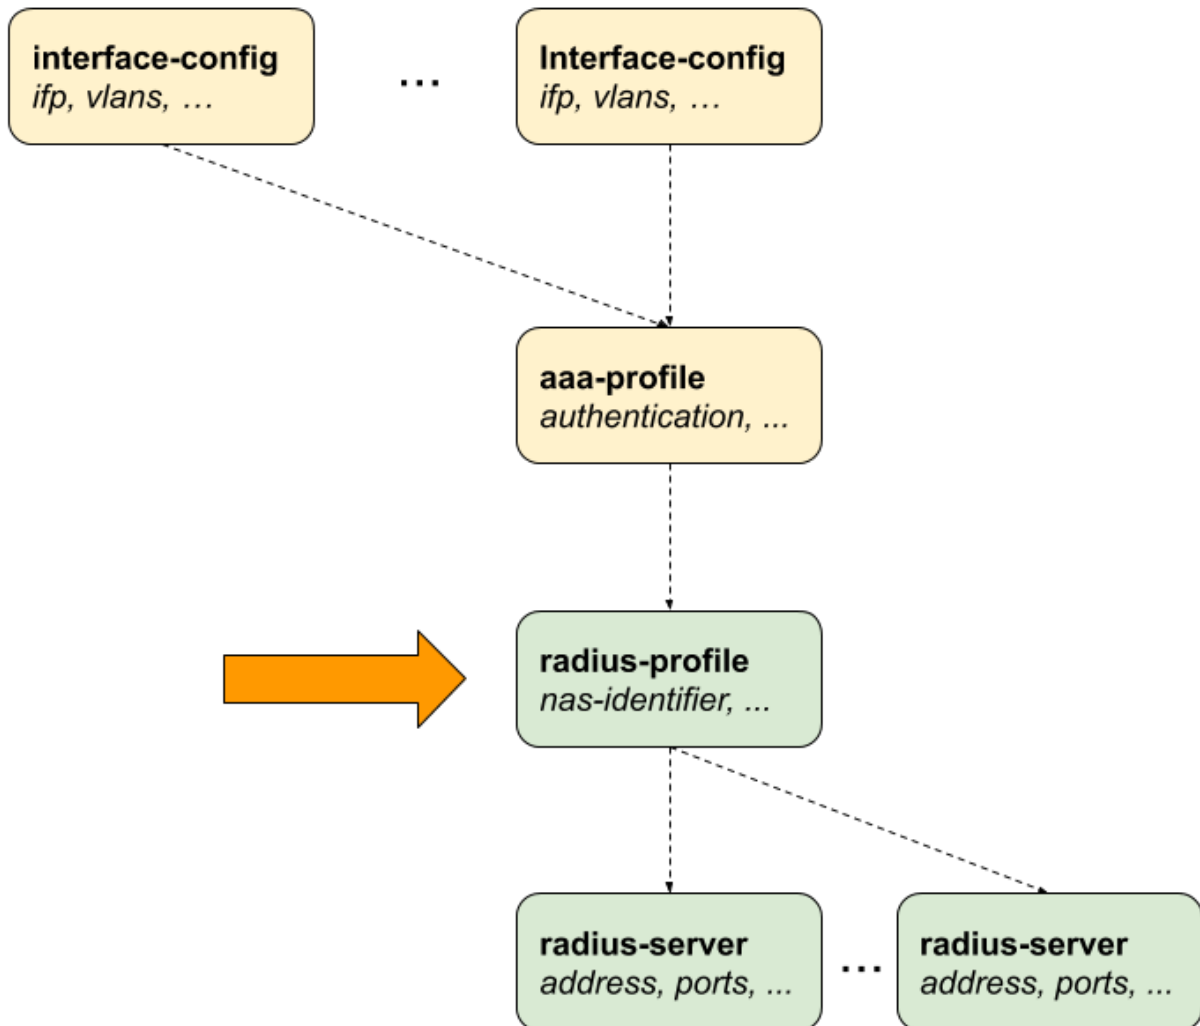 interface-config
ifp, vlans, …
...
Interface-config
ifp, vlans, …
aaa-profile
authentication, ...
radius-profile
nas-identifier, ...
radius-server
address, ports, ...
...
radius-server
address, ports, ...